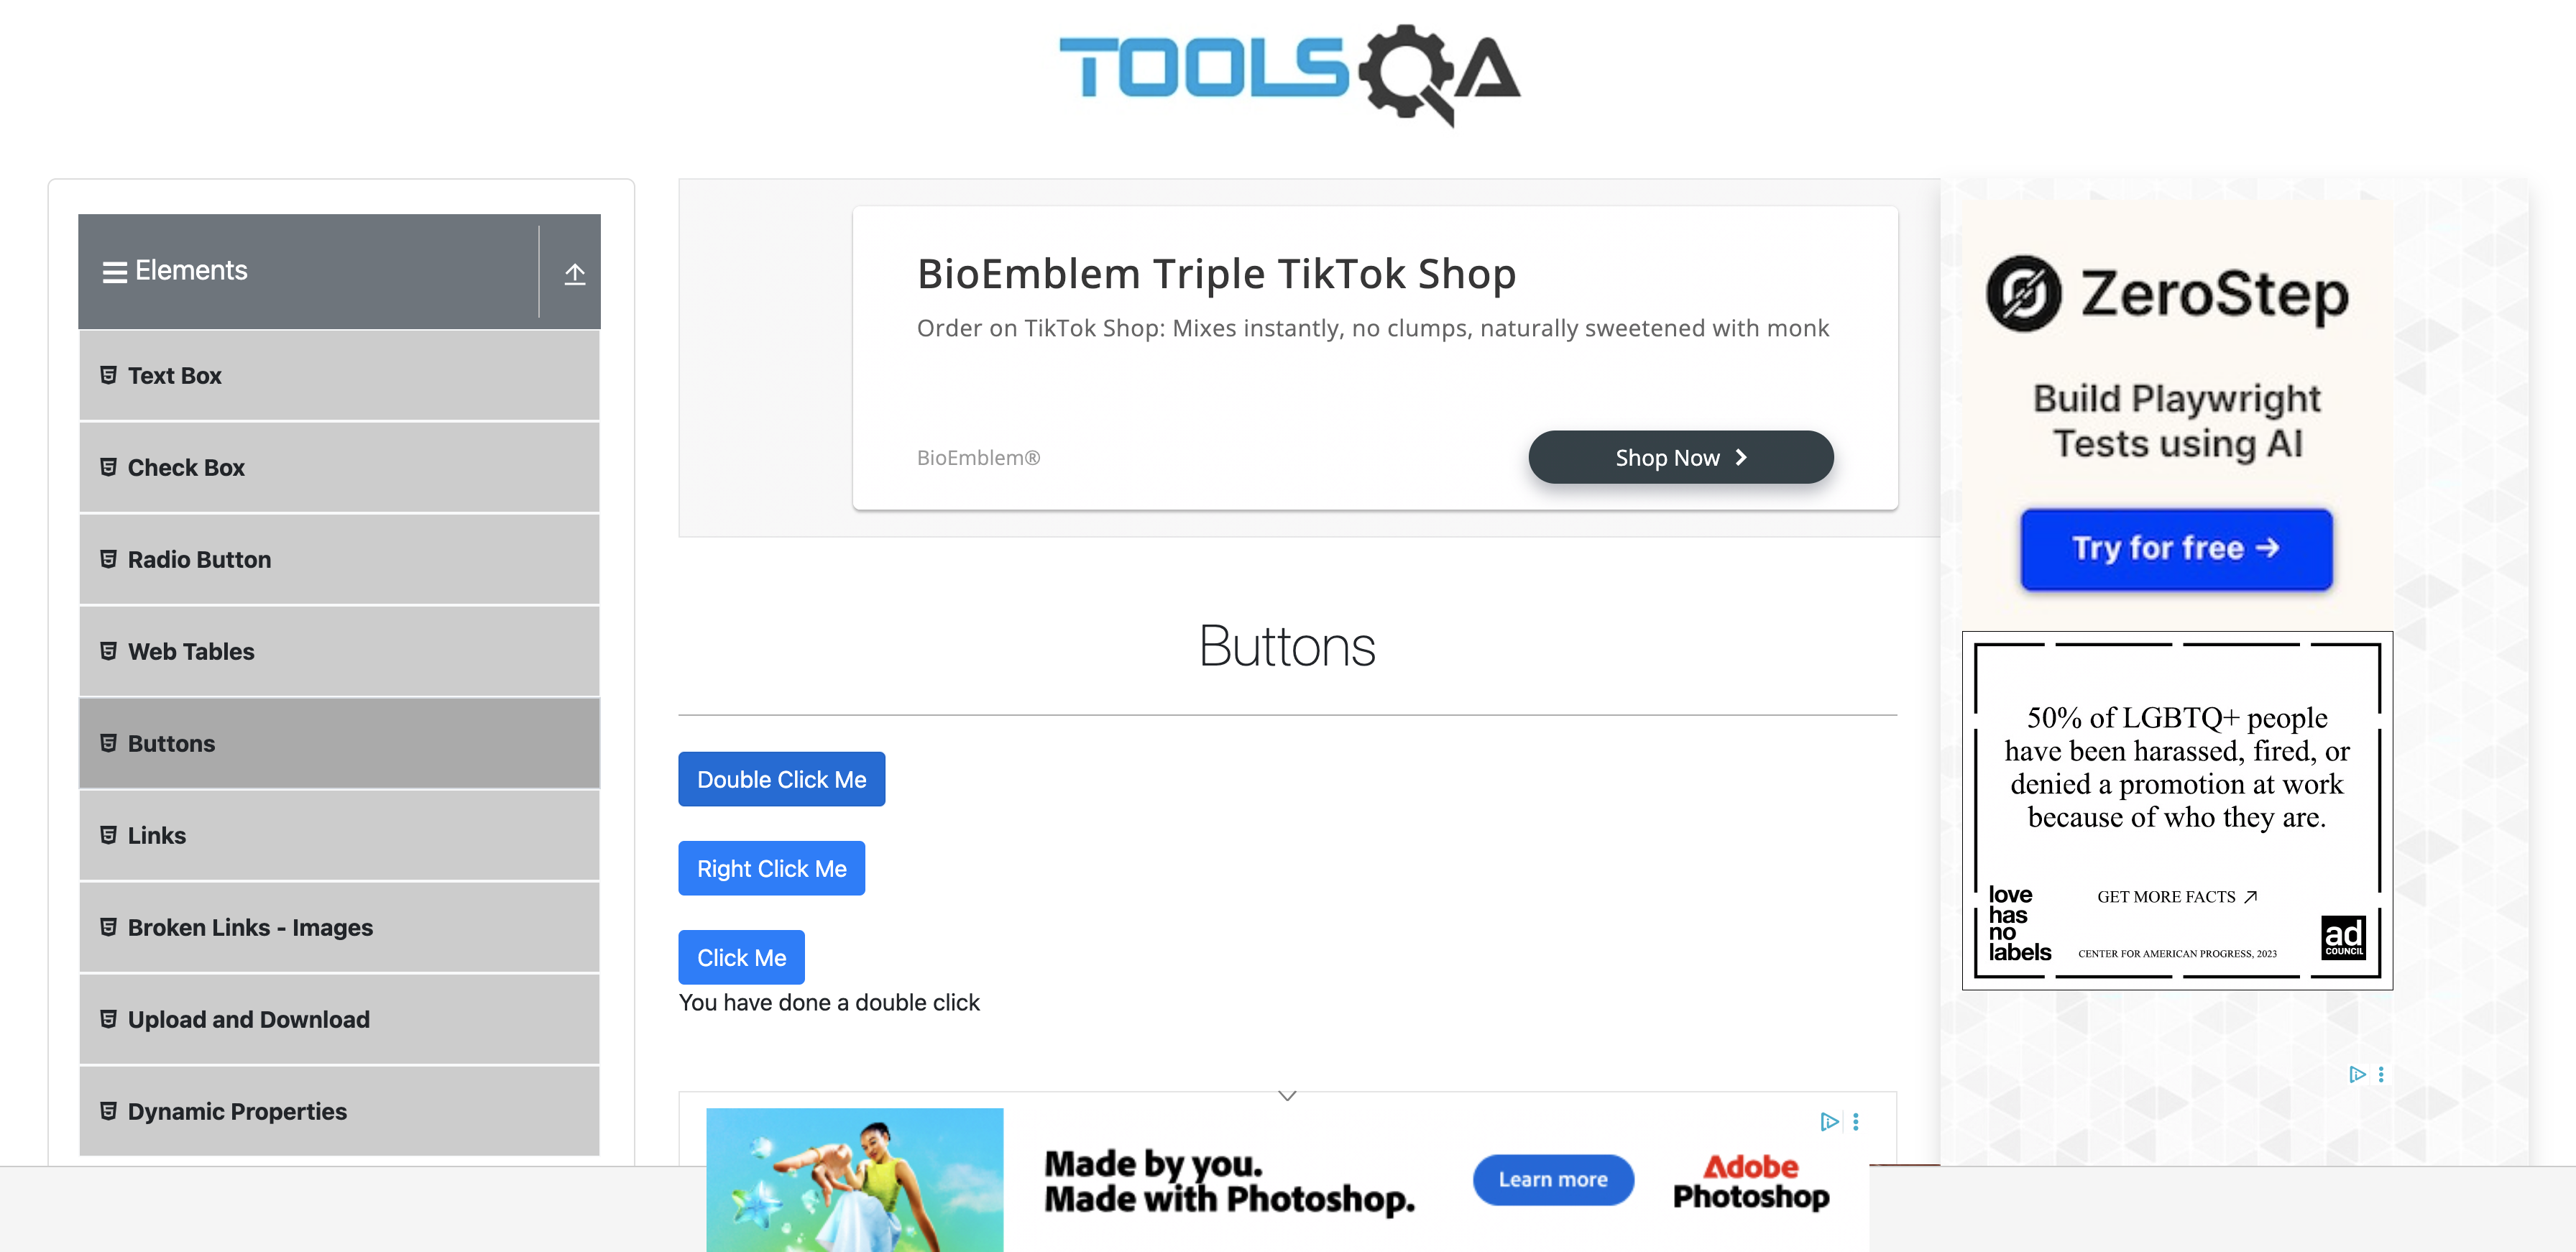 TOOLSQA
Elements
Text Box
Check Box
Radio Button
Web Tables
Buttons
Links
Broken Links - Images
Upload and Download
Dynamic Properties
BioEmblem Triple TikTok Shop
Order on TikTok Shop: Mixes instantly, no clumps, naturally sweetened with monk
BioEmblem®
Shop Now
Buttons
Double Click Me
Right Click Me
Click Me
You have done a double click
Made by you.
Made with Photoshop.
Learn more
Adobe
Photoshop
ZeroStep
Build Playwright
Tests using AI
Try for free →
50% of LGBTQ+ people
have been harassed, fired, or
denied a promotion at work
because of who they are.
GET MORE FACTS
love
has
no
labels
CENTER FOR AMERICAN PROGRESS, 2023
ad
COUNCIL